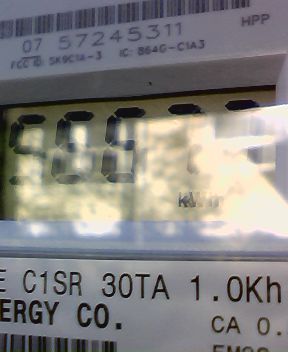 HPP
07 57245311
FCC ID: SK9C1A-3 IC: 864G-C1A3
kWh
E C1SR 30TA 1.0Kh
ERGY CO.
CA 0.